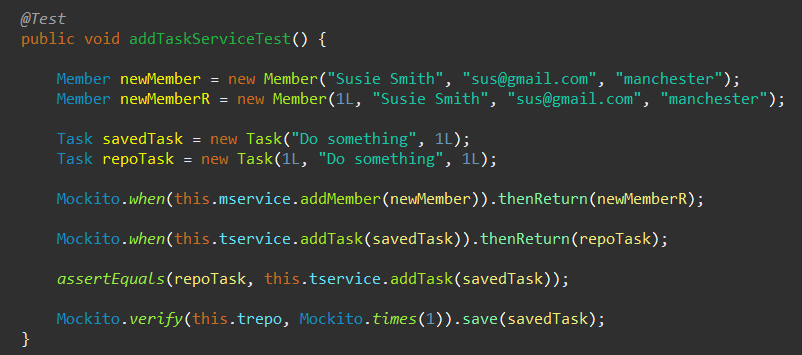 @Test
public void addTaskServiceTest() {
Member newMember = new Member("Susie Smith", "sus@gmail.com", "manchester");
Member newMemberR = new Member(1L, "Susie Smith", "sus@gmail.com", "manchester");
Task savedTask = new Task("Do something", 1L);
Task repoTask = new Task(1L, "Do something", 1L);
Mockito.when(this.mservice.addMember(newMember)).thenReturn(newMemberR);
Mockito.when(this.tservice.addTask(savedTask)).thenReturn(repoTask);
assertEquals(repoTask, this.tservice.addTask(savedTask));
Mockito.verify(this.trepo, Mockito.times(1)).save(savedTask);
}